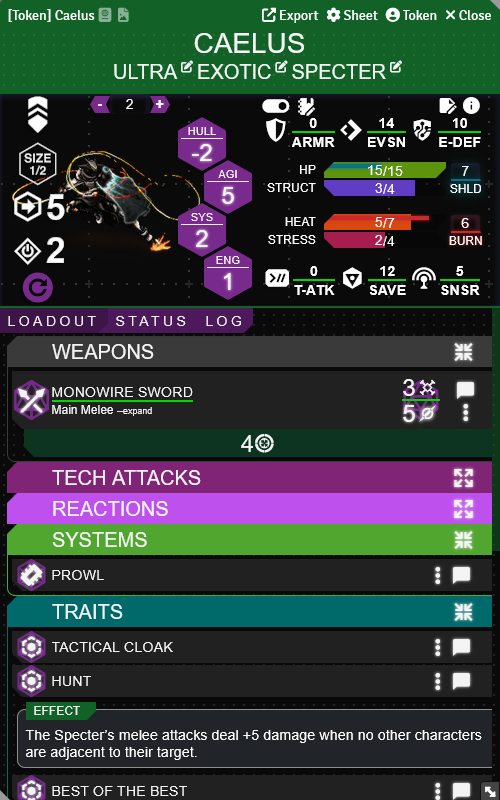 [Token] Caelus Export Sheet Token Close
CAELUS
ULTRA EXOTIC SPECTER
- 2 +
SIZE
1/2
5
2
HULL
-2
AGI
5
SYS
2
ENG
1
0 14 10
ARMR EVSN E-DEF
HP 15/15 7
STRUCT 3/4 SHLD
HEAT 5/7 6
STRESS 2/4 BURN
0 12 5
T-ATK SAVE SNSR
LOADOUT STATUS LOG
WEAPONS
MONOWIRE SWORD 3
Main Melee --expand 5
4
TECH ATTACKS
REACTIONS
SYSTEMS
PROWL
TRAITS
TACTICAL CLOAK
HUNT
EFFECT
The Specter's melee attacks deal +5 damage when no other characters
are adjacent to their target.
BEST OF THE BEST